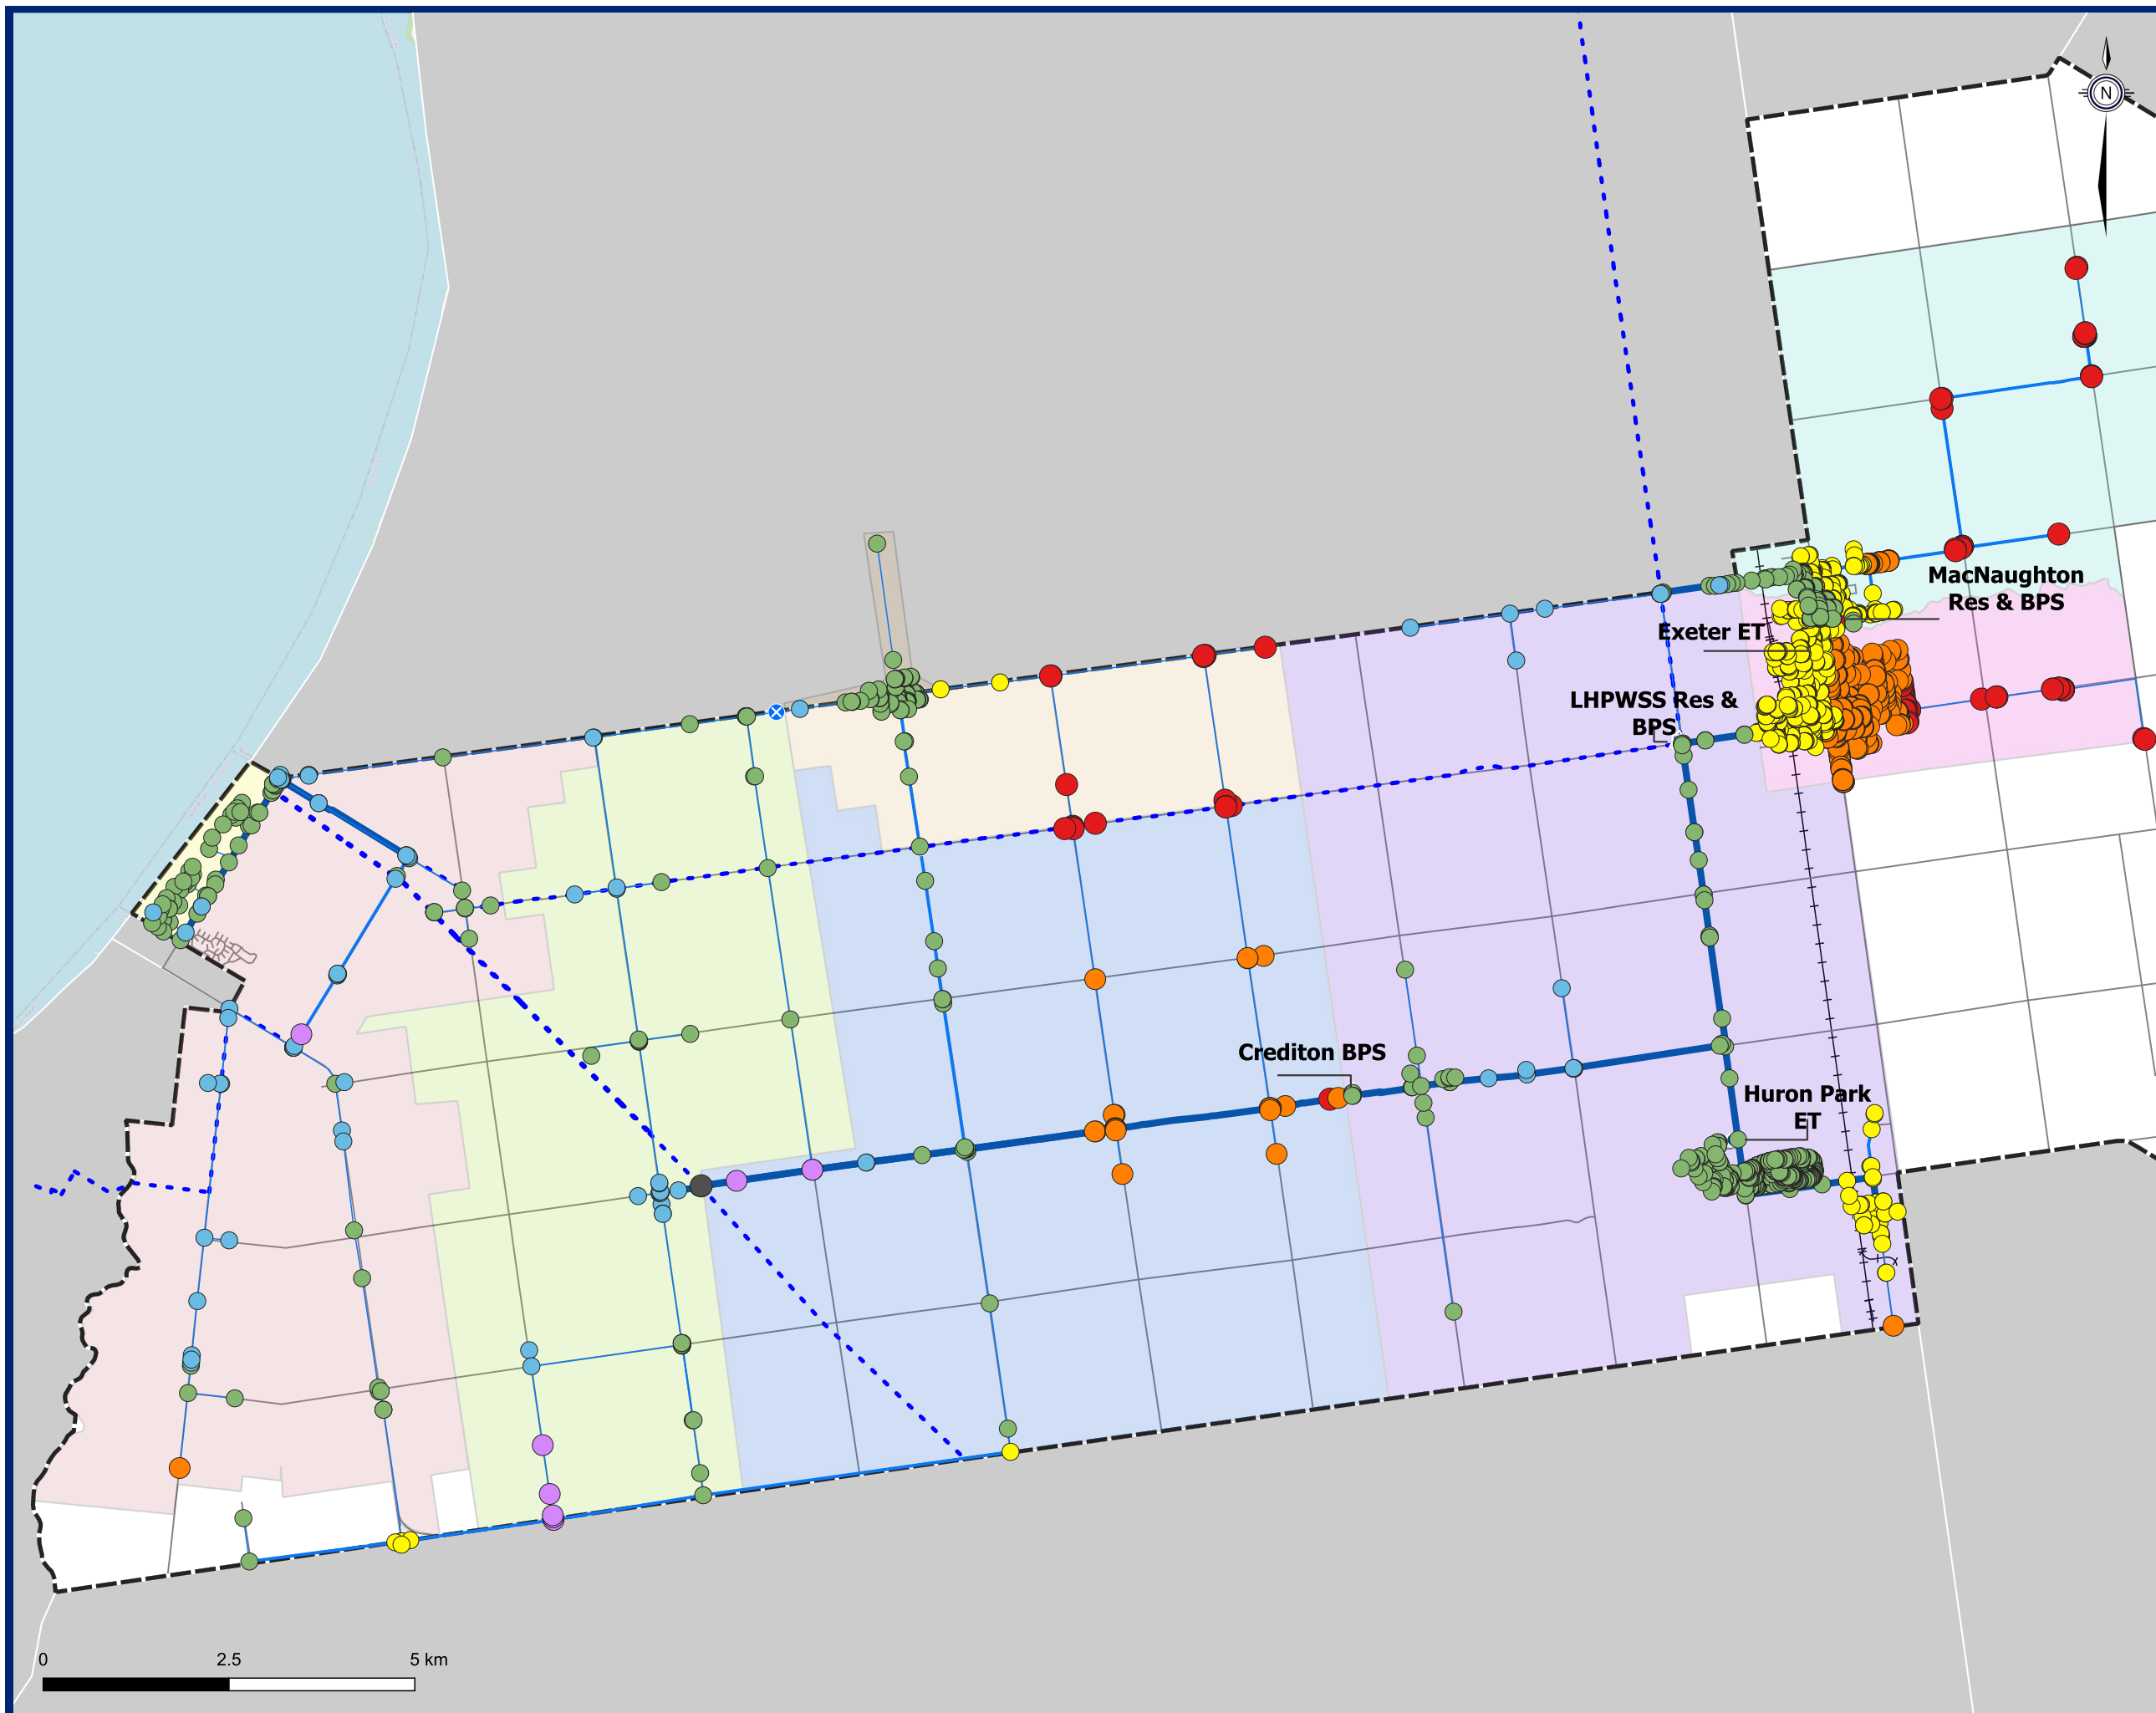 N
MacNaughton
Res & BPS
Exeter ET
LHPWSS Res &
BPS
Crediton BPS
Huron Park
ET
0 2.5 5 km